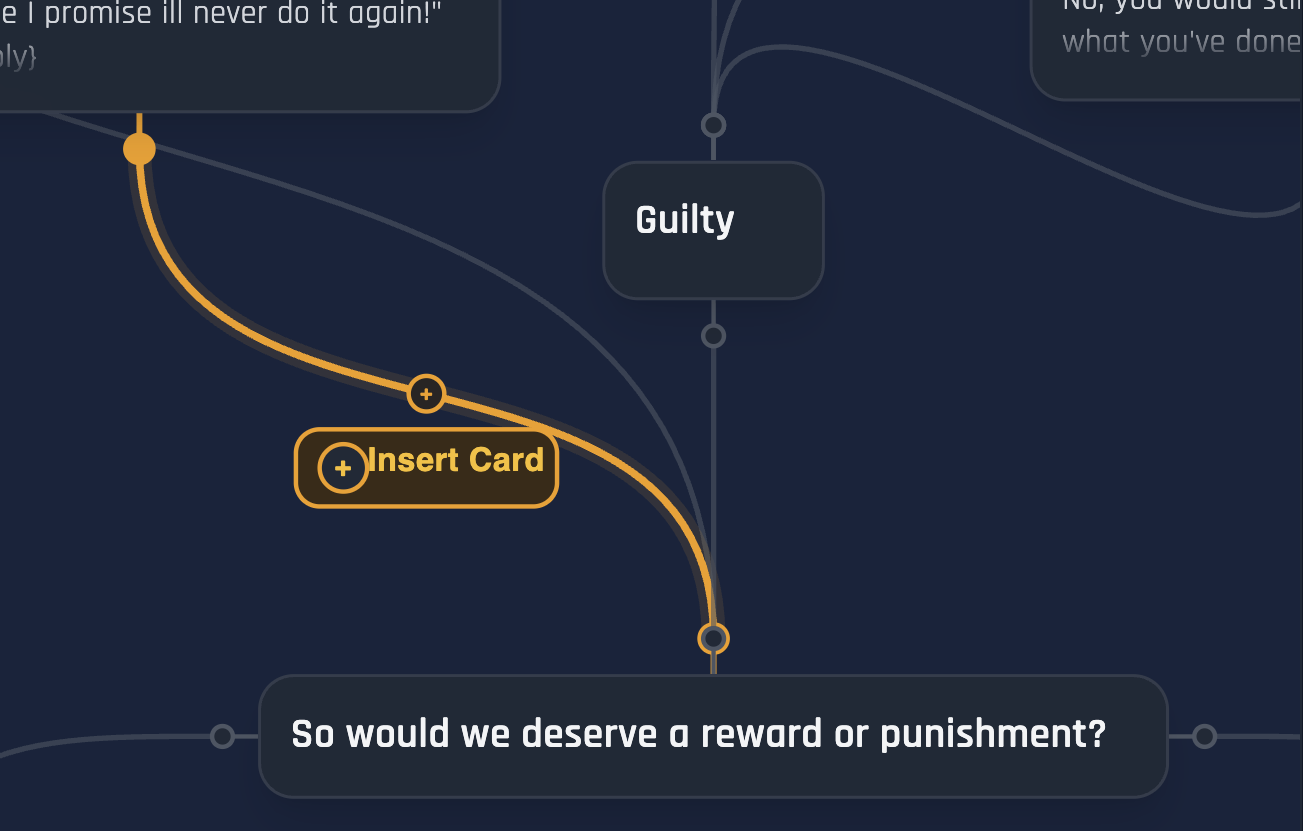 e I promise ill never do it again!"
ly}
No, you would sti
what you've done
Guilty
+
+ Insert Card
So would we deserve a reward or punishment?